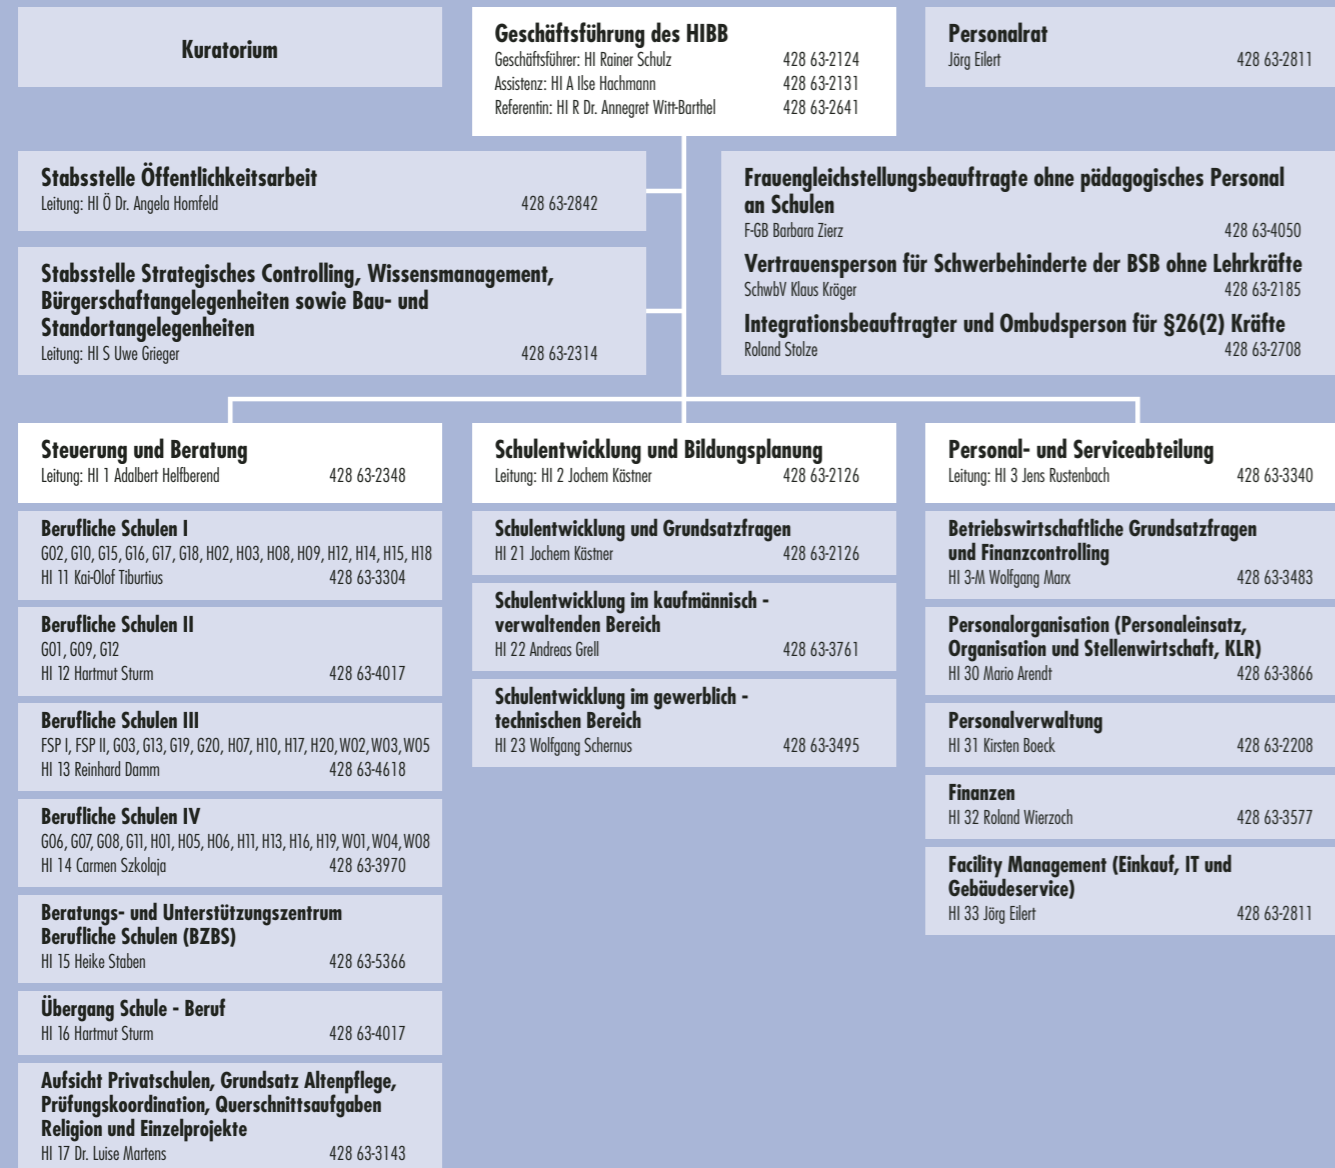 Kuratorium
Geschäftsführung des HIBB
Geschäftsführer: HI Rainer Schulz 428 63-2124
Assistenz: HI A Ilse Hachmann 428 63-2131
Referentin: HI R Dr. Annegret Witt-Barthel 428 63-2641
Personalrat
Jörg Eilert 428 63-2811
Stabsstelle Öffentlichkeitsarbeit
Leitung: HI Ö Dr. Angela Homfeld 428 63-2842
Stabsstelle Strategisches Controlling, Wissensmanagement,
Bürgerschaftangelegenheiten sowie Bau- und
Standortangelegenheiten
Leitung: HI S Uwe Grieger 428 63-2314
Frauengleichstellungsbeauftragte ohne pädagogisches Personal
an Schulen
F-GB Barbara Zierz 428 63-4050
Vertrauensperson für Schwerbehinderte der BSB ohne Lehrkräfte
SchwbV Klaus Kröger 428 63-2185
Integrationsbeauftragter und Ombudsperson für §26(2) Kräfte
Roland Stolze 428 63-2708
Steuerung und Beratung
Leitung: HI 1 Adalbert Helfberend 428 63-2348
Berufliche Schulen I
G02, G10, G15, G16, G17, G18, H02, H03, H08, H09, H12, H14, H15, H18
HI 11 Kai-Olof Tiburtius 428 63-3304
Berufliche Schulen II
G01, G09, G12
HI 12 Hartmut Sturm 428 63-4017
Berufliche Schulen III
FSP I, FSP II, G03, G13, G19, G20, H07, H10, H17, H20, W02, W03, W05
HI 13 Reinhard Damm 428 63-4618
Berufliche Schulen IV
G06, G07, G08, G11, H01, H05, H06, H11, H13, H16, H19, W01, W04, W08
HI 14 Carmen Szkolaja 428 63-3970
Beratungs- und Unterstützungszentrum
Berufliche Schulen (BZBS)
HI 15 Heike Staben 428 63-5366
Übergang Schule - Beruf
HI 16 Hartmut Sturm 428 63-4017
Aufsicht Privatschulen, Grundsatz Altenpflege,
Prüfungskoordination, Querschnittsaufgaben
Religion und Einzelprojekte
HI 17 Dr. Luise Martens 428 63-3143
Schulentwicklung und Bildungsplanung
Leitung: HI 2 Jochem Kästner 428 63-2126
Schulentwicklung und Grundsatzfragen
HI 21 Jochem Kästner 428 63-2126
Schulentwicklung im kaufmännisch -
verwaltenden Bereich
HI 22 Andreas Grell 428 63-3761
Schulentwicklung im gewerblich -
technischen Bereich
HI 23 Wolfgang Schernus 428 63-3495
Personal- und Serviceabteilung
Leitung: HI 3 Jens Rustenbach 428 63-3340
Betriebswirtschaftliche Grundsatzfragen
und Finanzcontrolling
HI 3-M Wolfgang Marx 428 63-3483
Personalorganisation (Personaleinsatz,
Organisation und Stellenwirtschaft, KLR)
HI 30 Mario Arendt 428 63-3866
Personalverwaltung
HI 31 Kirsten Boeck 428 63-2208
Finanzen
HI 32 Roland Wierzoch 428 63-3577
Facility Management (Einkauf, IT und
Gebäudeservice)
HI 33 Jörg Eilert 428 63-2811